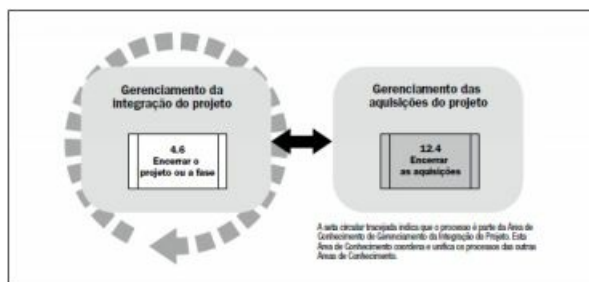 Gerenciamento da
integração do projeto
4.6
Encerrar o
projeto ou a fase
Gerenciamento das
aquisições do projeto
12.4
Encerrar
as aquisições
A seta circular tracejada indica que o processo é parte da Área de
Conhecimento de Gerenciamento da Integração do Projeto. Esta
Área de Conhecimento coordena e unifica os processos das outras
Áreas de Conhecimento.